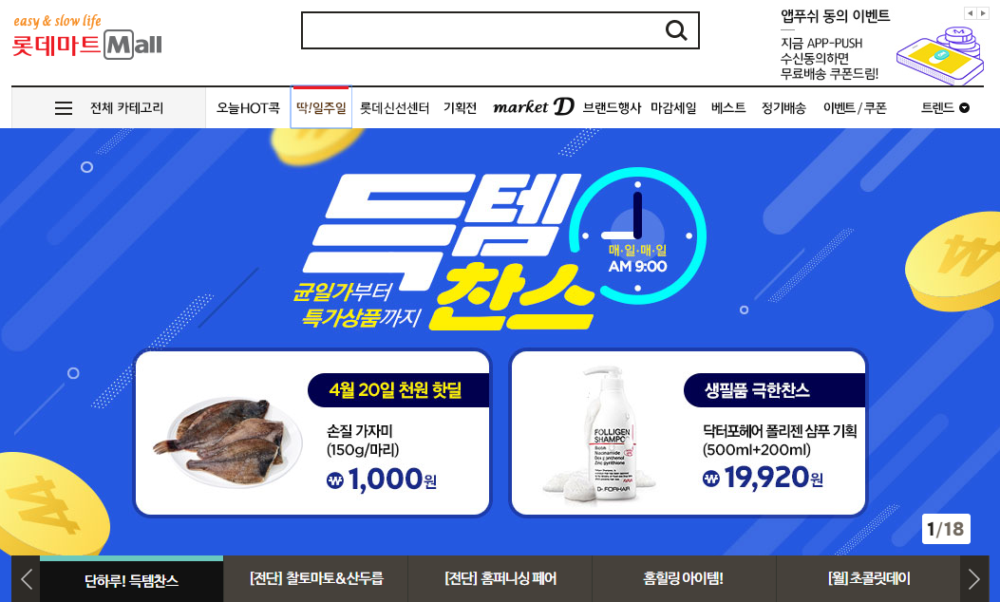 easy & slow life
롯데마트 Mall
앱푸쉬 동의 이벤트
지금 APP-PUSH
수신동의하면
무료배송 쿠폰드림!
전체 카테고리
오늘HOT콕
딱!일주일
롯데신선센터
기획전
market D
브랜드행사
마감세일
베스트
정기배송
이벤트/쿠폰
트렌드
득템
찬스
매·일·매·일
AM 9:00
균일가부터
특가상품까지
4월 20일 천원 핫딜
손질 가자미
(150g/마리)
₩ 1,000원
생필품 극한찬스
닥터포헤어 폴리젠 샴푸 기획
(500ml+200ml)
₩ 19,920원
FOLLIGEN
SHAMPOO
Biotin
Niacinamide
Dexpanthenol
Zinc pyrithione
Dr.FORHAIR
1/18
단하루! 득템찬스
[전단] 찰토마토&산두릅
[전단] 홈퍼니싱 페어
홈힐링 아이템!
[월]초콜릿데이